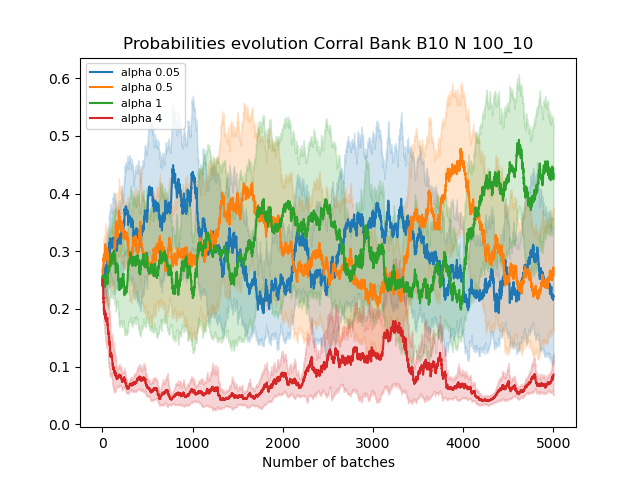 Probabilities evolution Corral Bank B10 N 100_10
alpha 0.05
alpha 0.5
alpha 1
alpha 4
0.6
0.5
0.4
0.3
0.2
0.1
0.0
0 1000 2000 3000 4000 5000
Number of batches